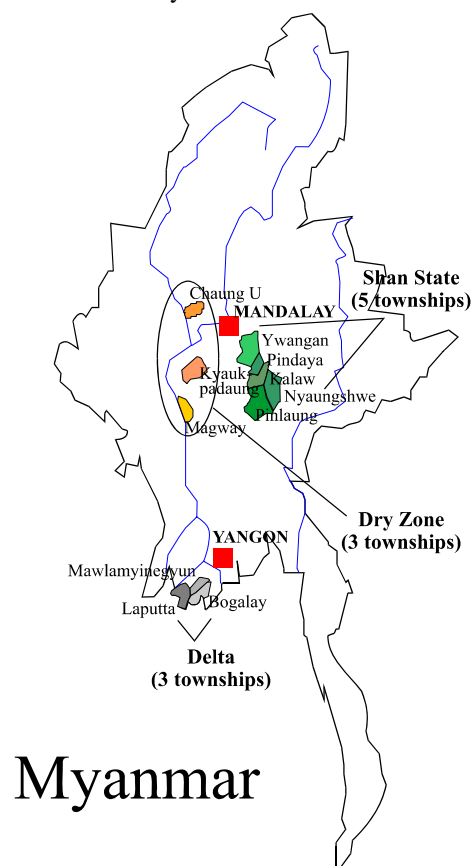 Chaung U
Shan State
(5 townships)
MANDALAY
Ywangan
Pindaya
Kyauk-
padaung
Kalaw
Nyaungshwe
Pinlaung
Magway
Dry Zone
(3 townships)
YANGON
Mawlamyinegyun
Laputta
Bogalay
Delta
(3 townships)
Myanmar